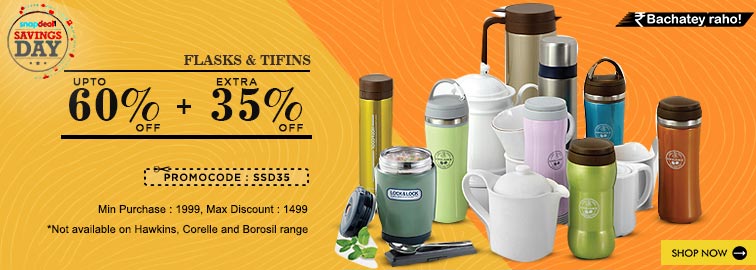 snapdeal
SAVINGS
DAY
₹ Bachatey raho!
FLASKS & TIFINS
UPTO 60% OFF + EXTRA 35% OFF
PROMOCODE : SSD35
Min Purchase : 1999, Max Discount : 1499
*Not available on Hawkins, Corelle and Borosil range
LOCK&LOCK
SHOP NOW